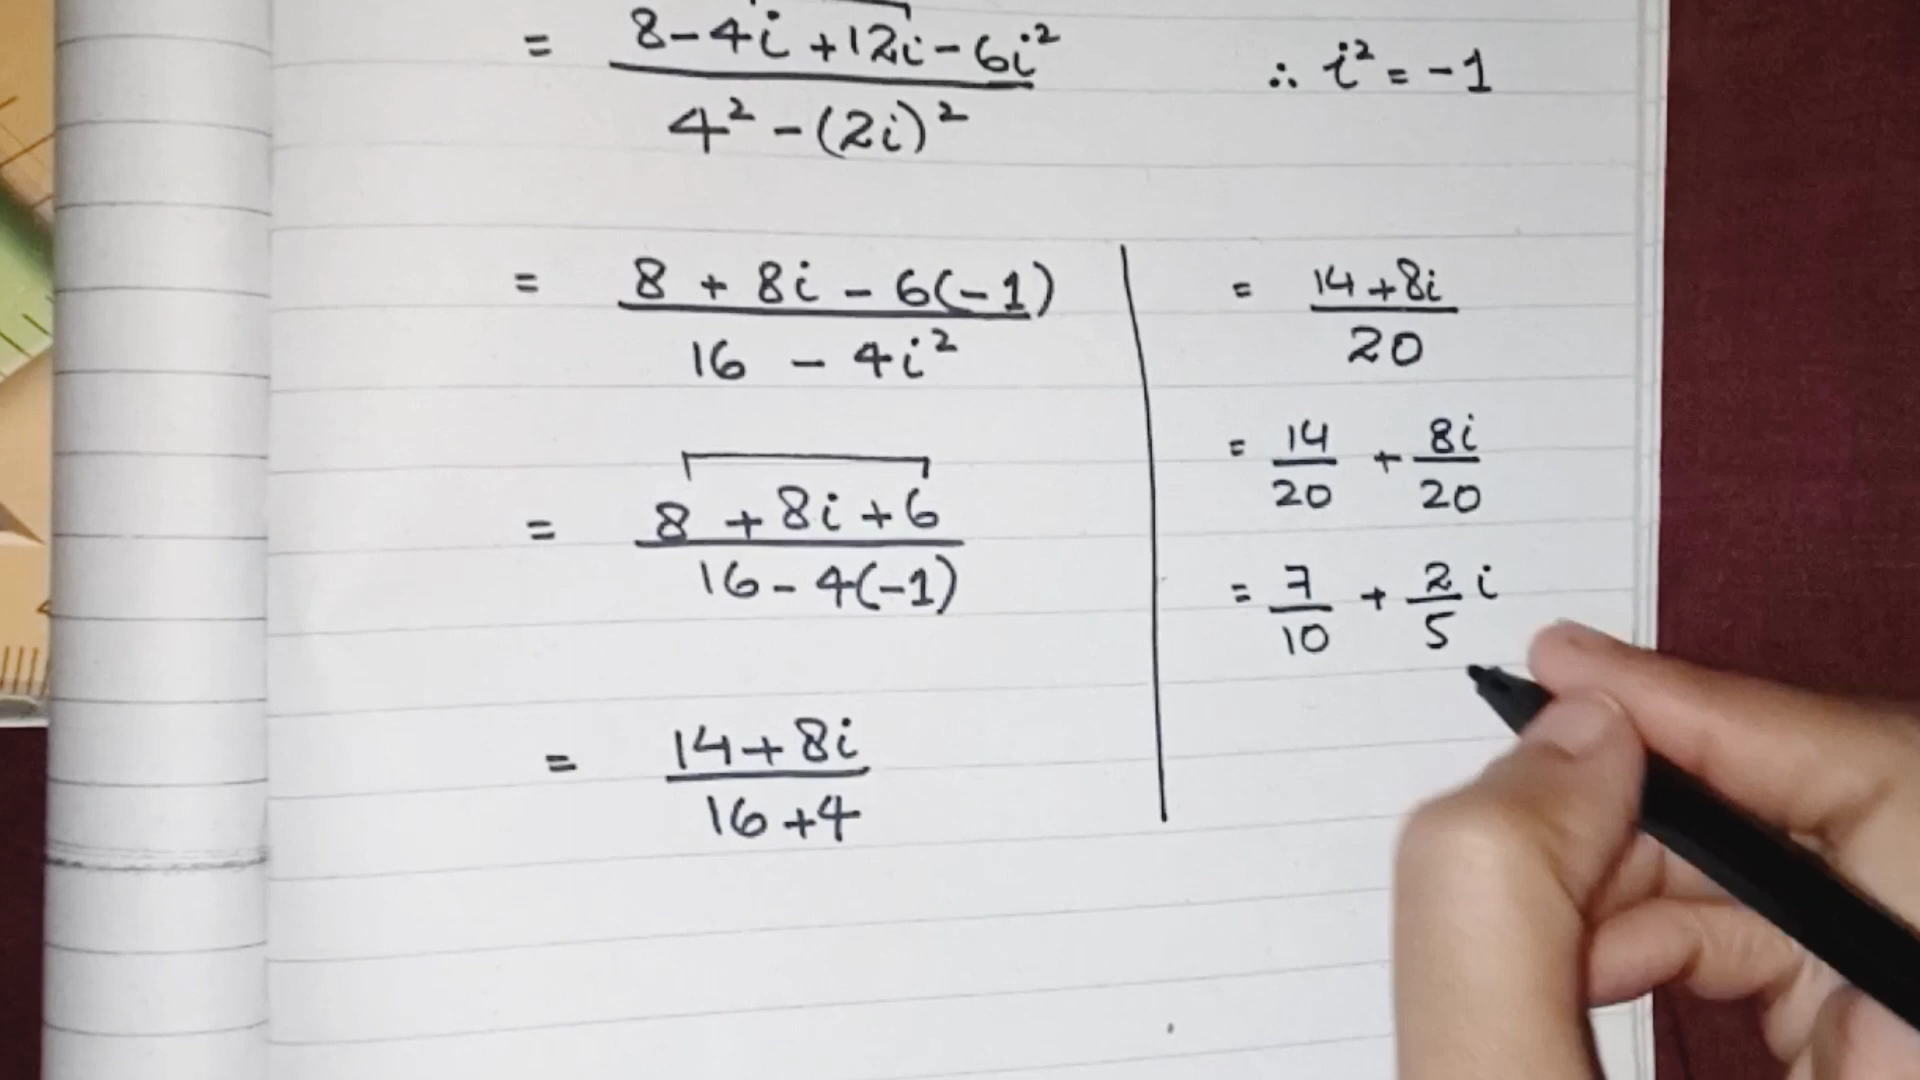 = (8-4i+12i-6i²)/(4²-(2i)²) ∴ i² = -1
= (8 + 8i - 6(-1))/(16 - 4i²)
= (8 + 8i + 6)/(16 - 4(-1))
= (14+8i)/(16+4)
= (14+8i)/20
= 14/20 + 8i/20
= 7/10 + 2/5 i